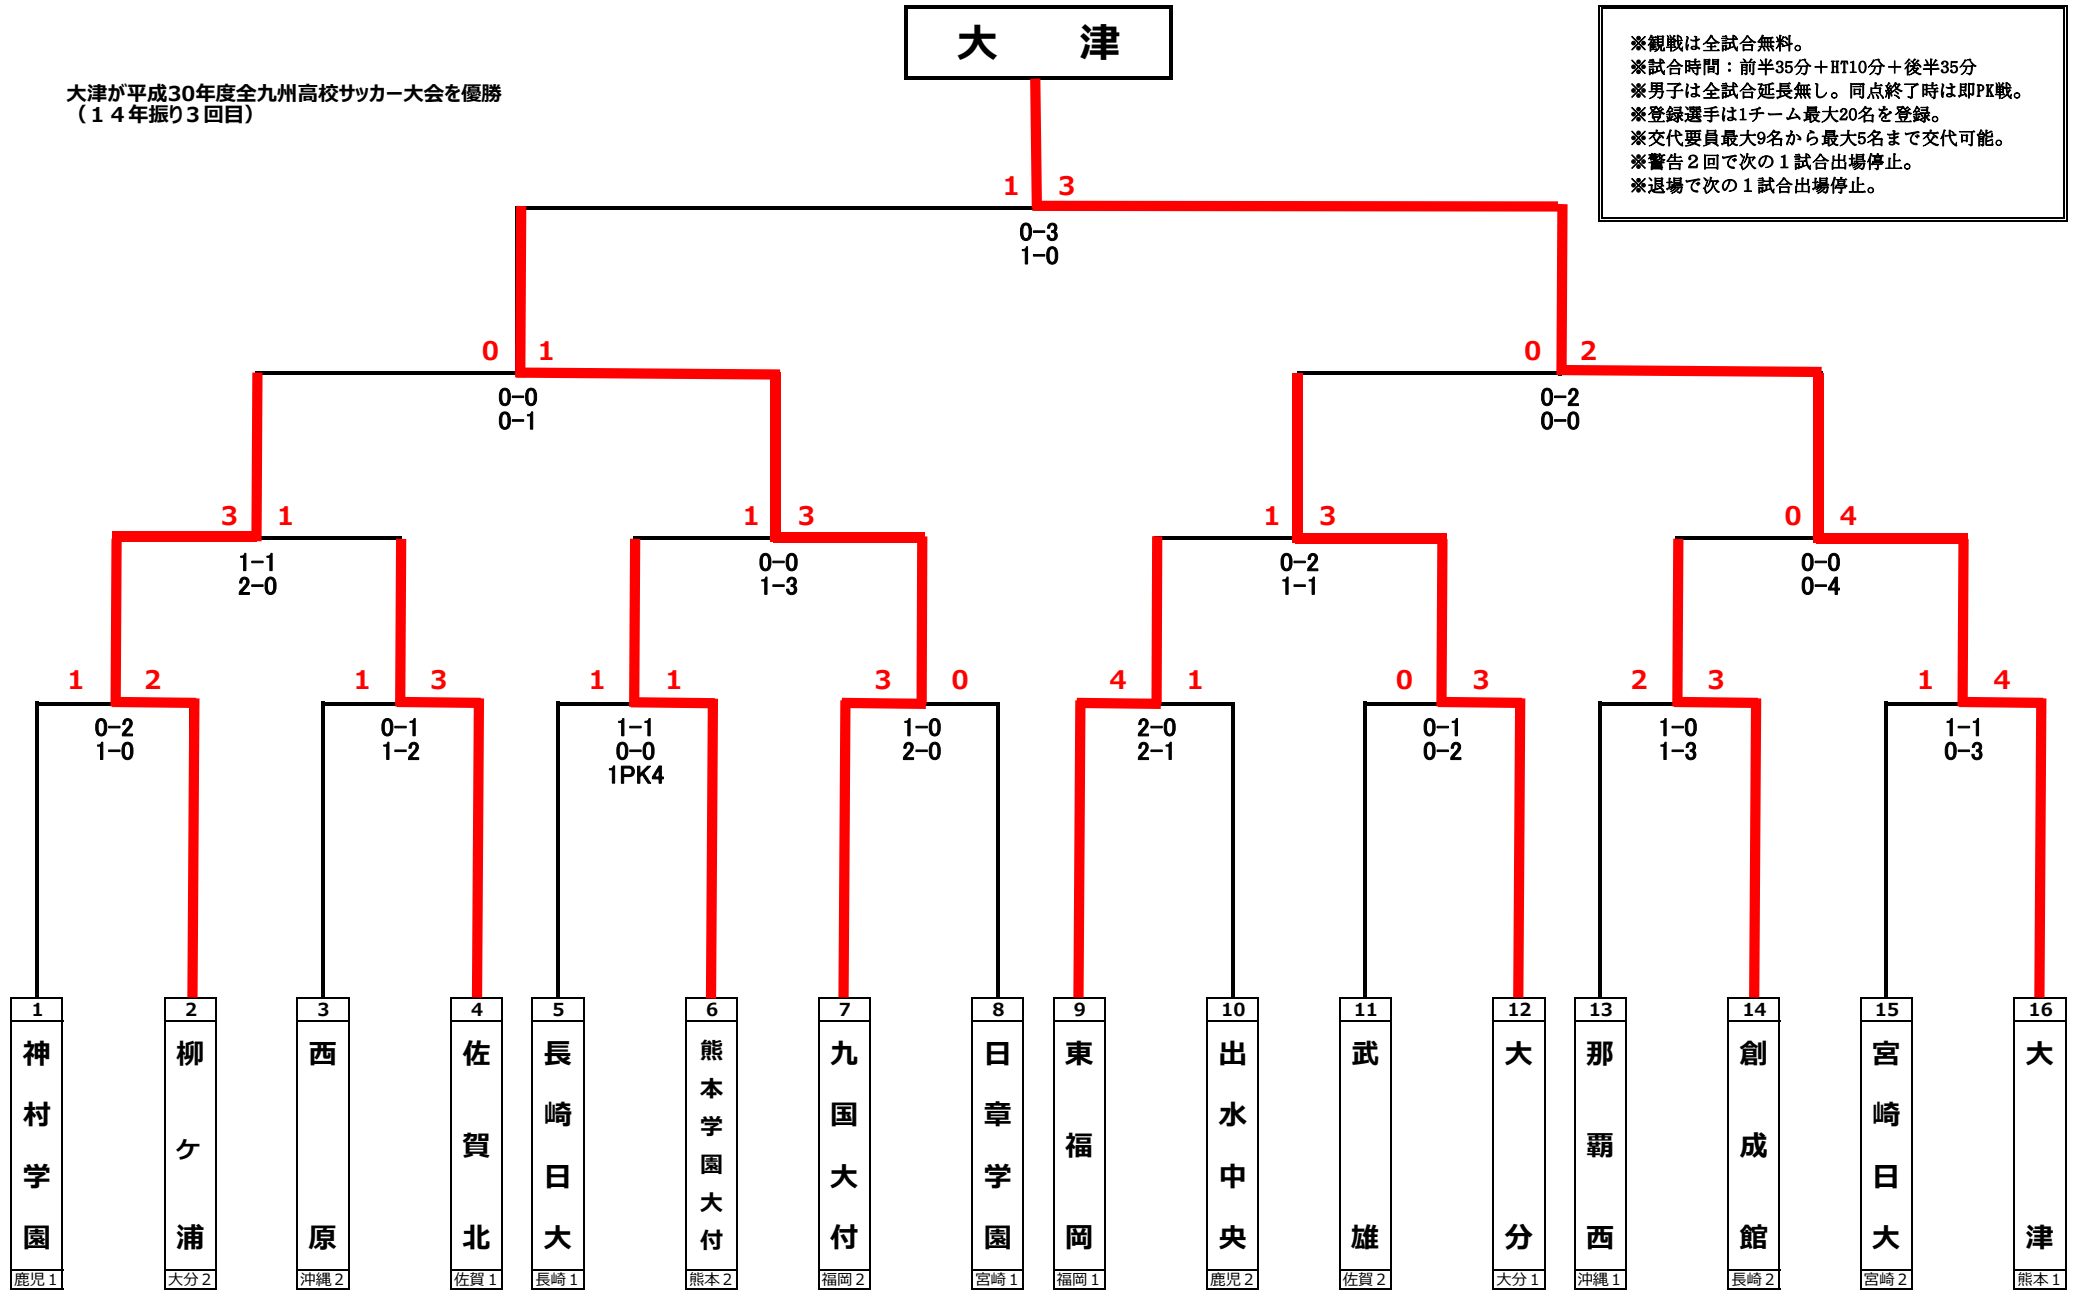 大　津
大津が平成30年度全九州高校サッカー大会を優勝
（１４年振り３回目）
※観戦は全試合無料。
※試合時間：前半35分＋HT10分＋後半35分
※男子は全試合延長無し。同点終了時は即PK戦。
※登録選手は1チーム最大20名を登録。
※交代要員最大9名から最大5名まで交代可能。
※警告２回で次の１試合出場停止。
※退場で次の１試合出場停止。
1 3
0-3
1-0
0 1
0-0
0-1
0 2
0-2
0-0
3 1
1-1
2-0
1 3
0-0
1-3
1 3
0-2
1-1
0 4
0-0
0-4
1 2
0-2
1-0
1 3
0-1
1-2
1 1
1-1
0-0
1PK4
3 0
1-0
2-0
4 1
2-0
2-1
0 3
0-1
0-2
2 3
1-0
1-3
1 4
1-1
0-3
1
神村学園
鹿児１
2
柳ケ浦
大分２
3
西原
沖縄２
4
佐賀北
佐賀１
5
長崎日大
長崎１
6
熊本学園大付
熊本２
7
九国大付
福岡２
8
日章学園
宮崎１
9
東福岡
福岡１
10
出水中央
鹿児２
11
武雄
佐賀２
12
大分
大分１
13
那覇西
沖縄１
14
創成館
長崎２
15
宮崎日大
宮崎２
16
大津
熊本１